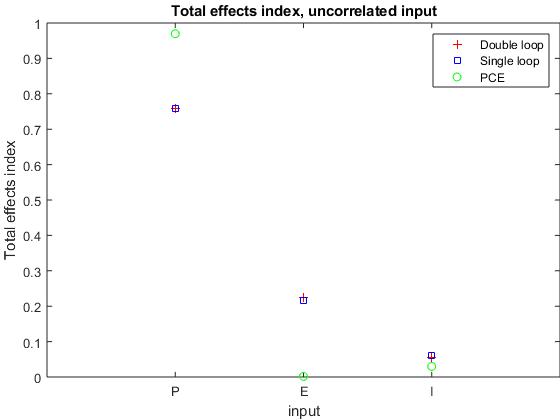 Total effects index, uncorrelated input
Double loop
Single loop
PCE
Total effects index
1
0.9
0.8
0.7
0.6
0.5
0.4
0.3
0.2
0.1
0
P E I
input